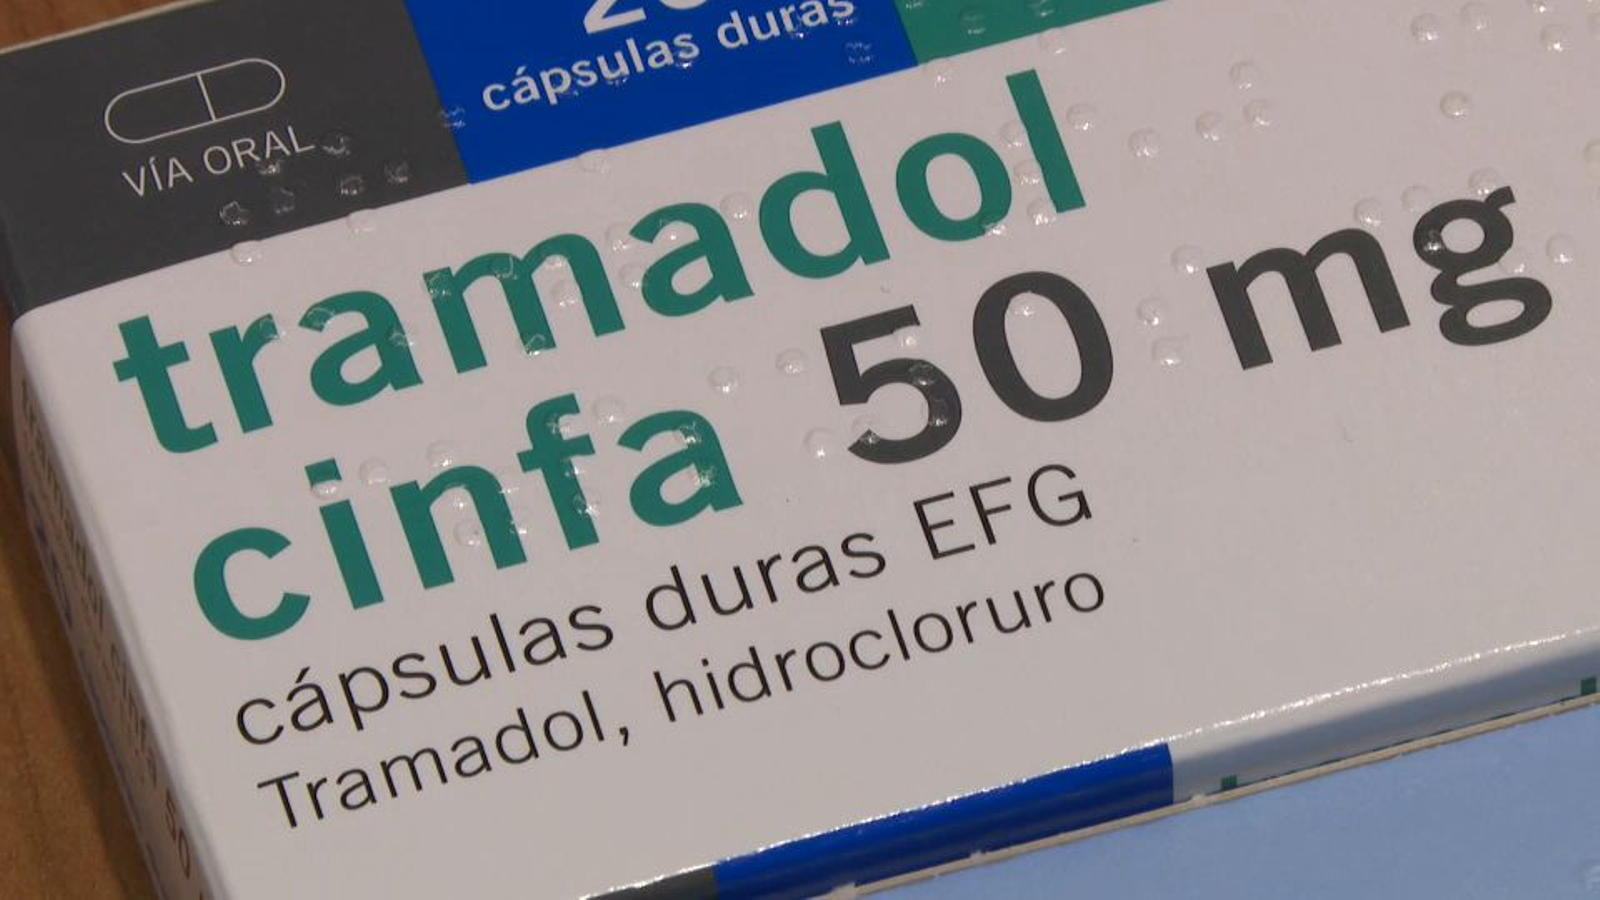 cápsulas duras
VÍA ORAL
tramadol
cinfa 50 mg
cápsulas duras EFG
Tramadol, hidrocloruro